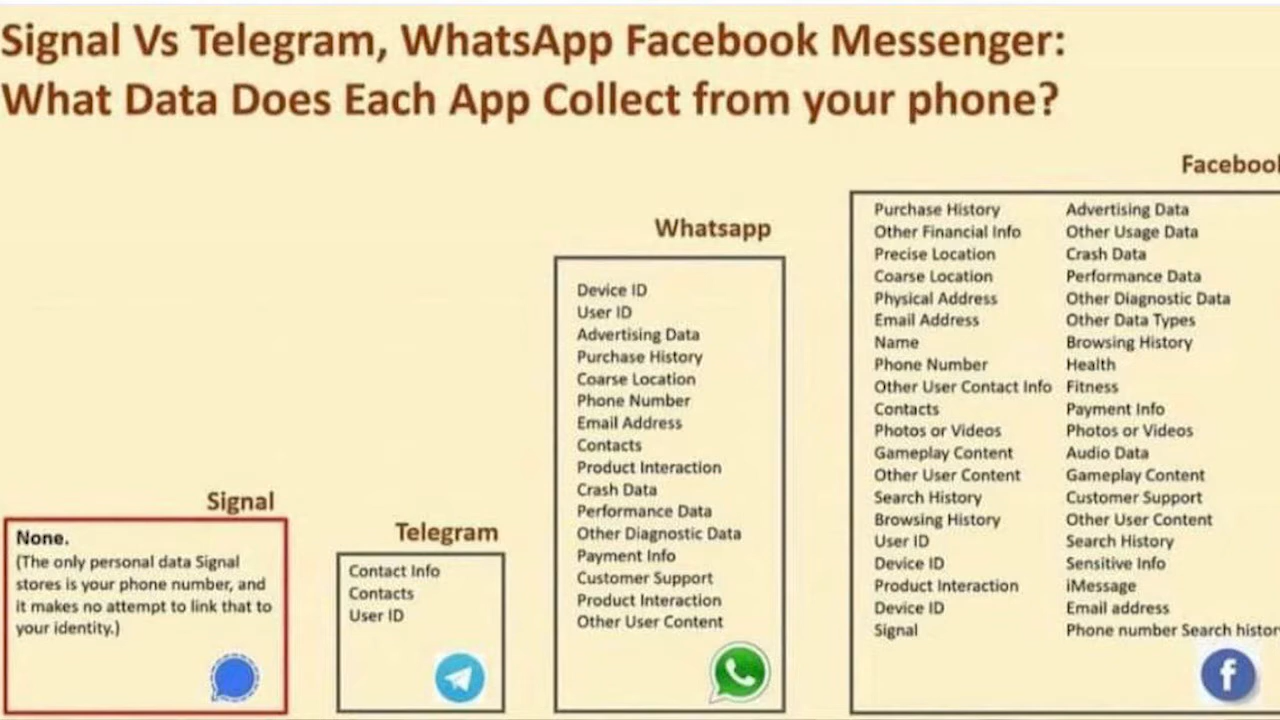 Signal Vs Telegram, WhatsApp Facebook Messenger:
What Data Does Each App Collect from your phone?
Signal
None.
(The only personal data Signal
stores is your phone number, and
it makes no attempt to link that to
your identity.)
Telegram
Contact Info
Contacts
User ID
Whatsapp
Device ID
User ID
Advertising Data
Purchase History
Coarse Location
Phone Number
Email Address
Contacts
Product Interaction
Crash Data
Performance Data
Other Diagnostic Data
Payment Info
Customer Support
Product Interaction
Other User Content
Facebook
Purchase History
Other Financial Info
Precise Location
Coarse Location
Physical Address
Email Address
Name
Phone Number
Other User Contact Info
Contacts
Photos or Videos
Gameplay Content
Other User Content
Search History
Browsing History
User ID
Device ID
Product Interaction
Device ID
Signal
Advertising Data
Other Usage Data
Crash Data
Performance Data
Other Diagnostic Data
Other Data Types
Browsing History
Health
Fitness
Payment Info
Photos or Videos
Audio Data
Gameplay Content
Customer Support
Other User Content
Search History
Sensitive Info
iMessage
Email address
Phone number Search histor